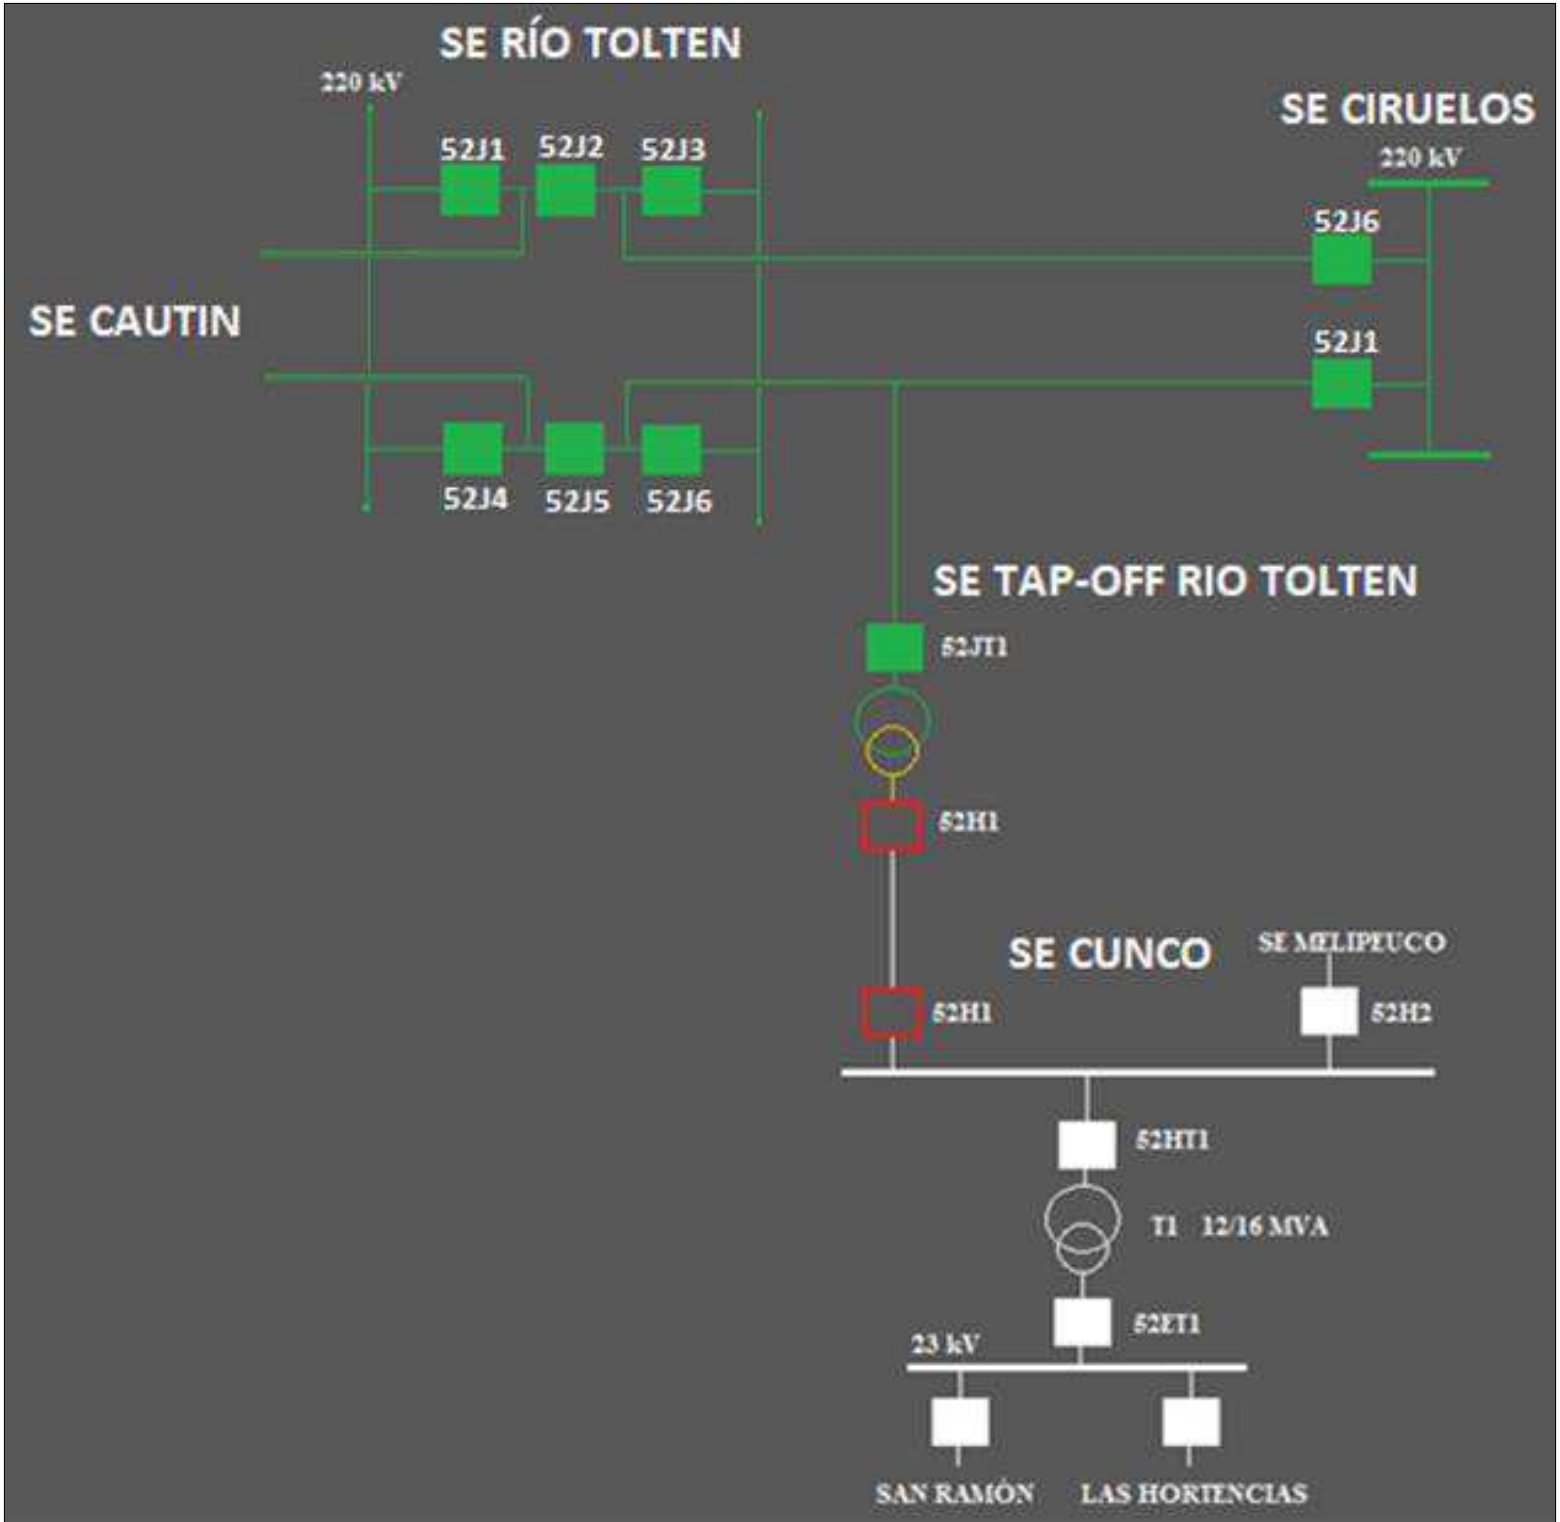 SE RÍO TOLTEN
220 kV
SE CIRUELOS
220 kV
52J1
52J2
52J3
52J6
SE CAUTIN
52J1
52J4
52J5
52J6
SE TAP-OFF RIO TOLTEN
52JT1
52H1
SE CUNCO
SE MELIPEUCO
52H1
52H2
52HT1
T1 12/16 MVA
52ET1
23 kV
SAN RAMÓN
LAS HORTENCIAS